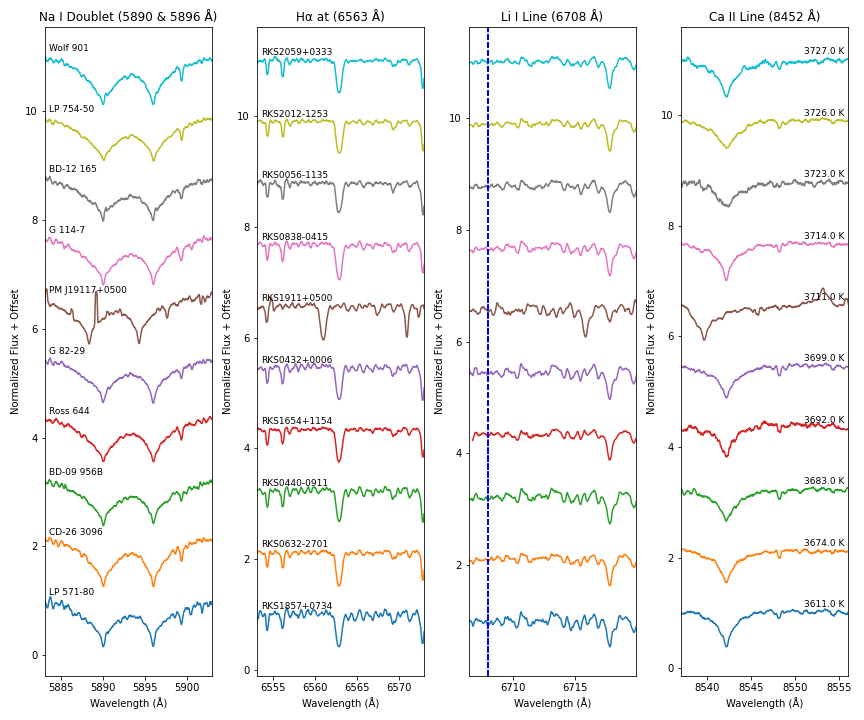 Na I Doublet (5890 & 5896 Å)
Hα at (6563 Å)
Li I Line (6708 Å)
Ca II Line (8452 Å)
Wolf 901
RKS2059+0333
3727.0 K
LP 754-50
RKS2012-1253
3726.0 K
BD-12 165
RKS0056-1135
3723.0 K
G 114-7
RKS0838-0415
3714.0 K
PM J19117+0500
RKS1911+0500
3711.0 K
G 82-29
RKS0432+0006
3699.0 K
Ross 644
RKS1654+1154
3692.0 K
BD-09 956B
RKS0440-0911
3683.0 K
CD-26 3096
RKS0632-2701
3674.0 K
LP 571-80
RKS1857+0734
3611.0 K
Normalized Flux + Offset
Normalized Flux + Offset
Normalized Flux + Offset
Normalized Flux + Offset
10
8
6
4
2
0
10
8
6
4
2
0
10
8
6
4
2
10
8
6
4
2
0
5885 5890 5895 5900
6555 6560 6565 6570
6710 6715
8540 8545 8550 8555
Wavelength (Å)
Wavelength (Å)
Wavelength (Å)
Wavelength (Å)